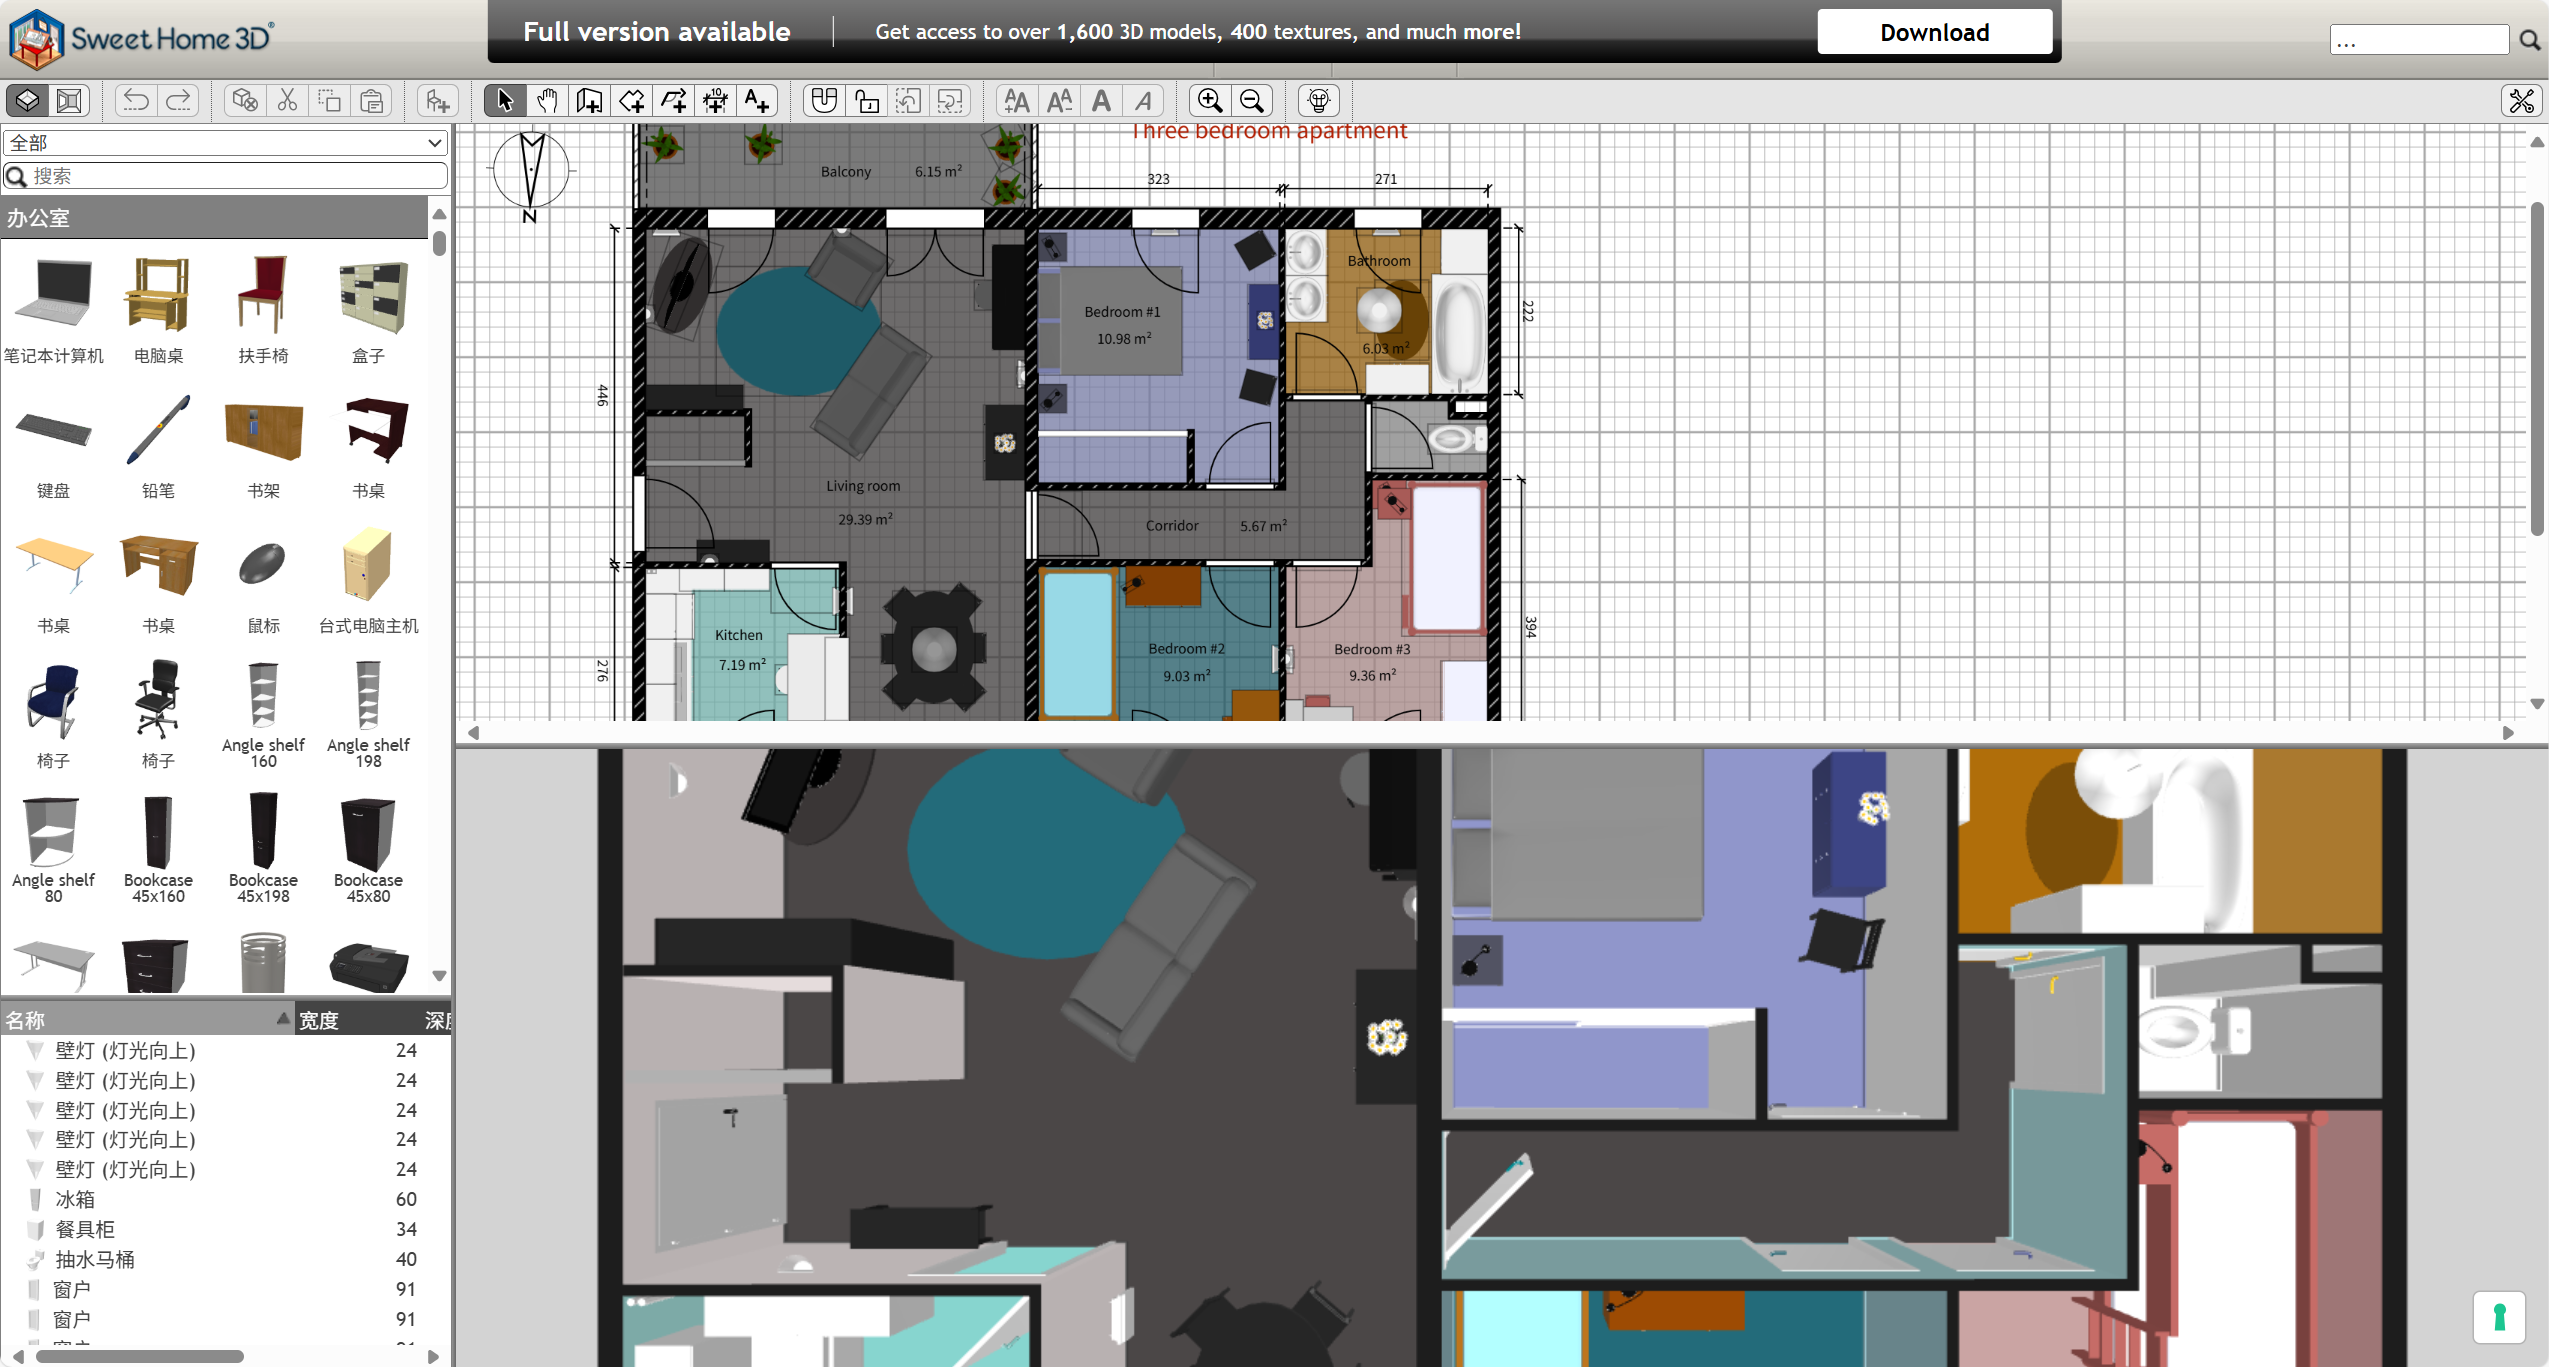 Sweet Home 3D®
Full version available
Get access to over 1,600 3D models, 400 textures, and much more!
Download
...
全部
搜索
办公室
笔记本计算机
电脑桌
扶手椅
盒子
键盘
铅笔
书架
书桌
书桌
书桌
鼠标
台式电脑主机
椅子
椅子
Angle shelf 160
Angle shelf 198
Angle shelf 80
Bookcase 45x160
Bookcase 45x198
Bookcase 45x80
名称 宽度
壁灯 (灯光向上) 24
壁灯 (灯光向上) 24
壁灯 (灯光向上) 24
壁灯 (灯光向上) 24
壁灯 (灯光向上) 24
冰箱 60
餐具柜 34
抽水马桶 40
窗户 91
窗户 91
Three bedroom apartment
N
Balcony 6.15 m²
323
271
Bathroom
6.03 m²
222
Bedroom #1
10.98 m²
446
Living room
29.39 m²
Corridor 5.67 m²
Kitchen
7.19 m²
276
Bedroom #2
9.03 m²
Bedroom #3
9.36 m²
394